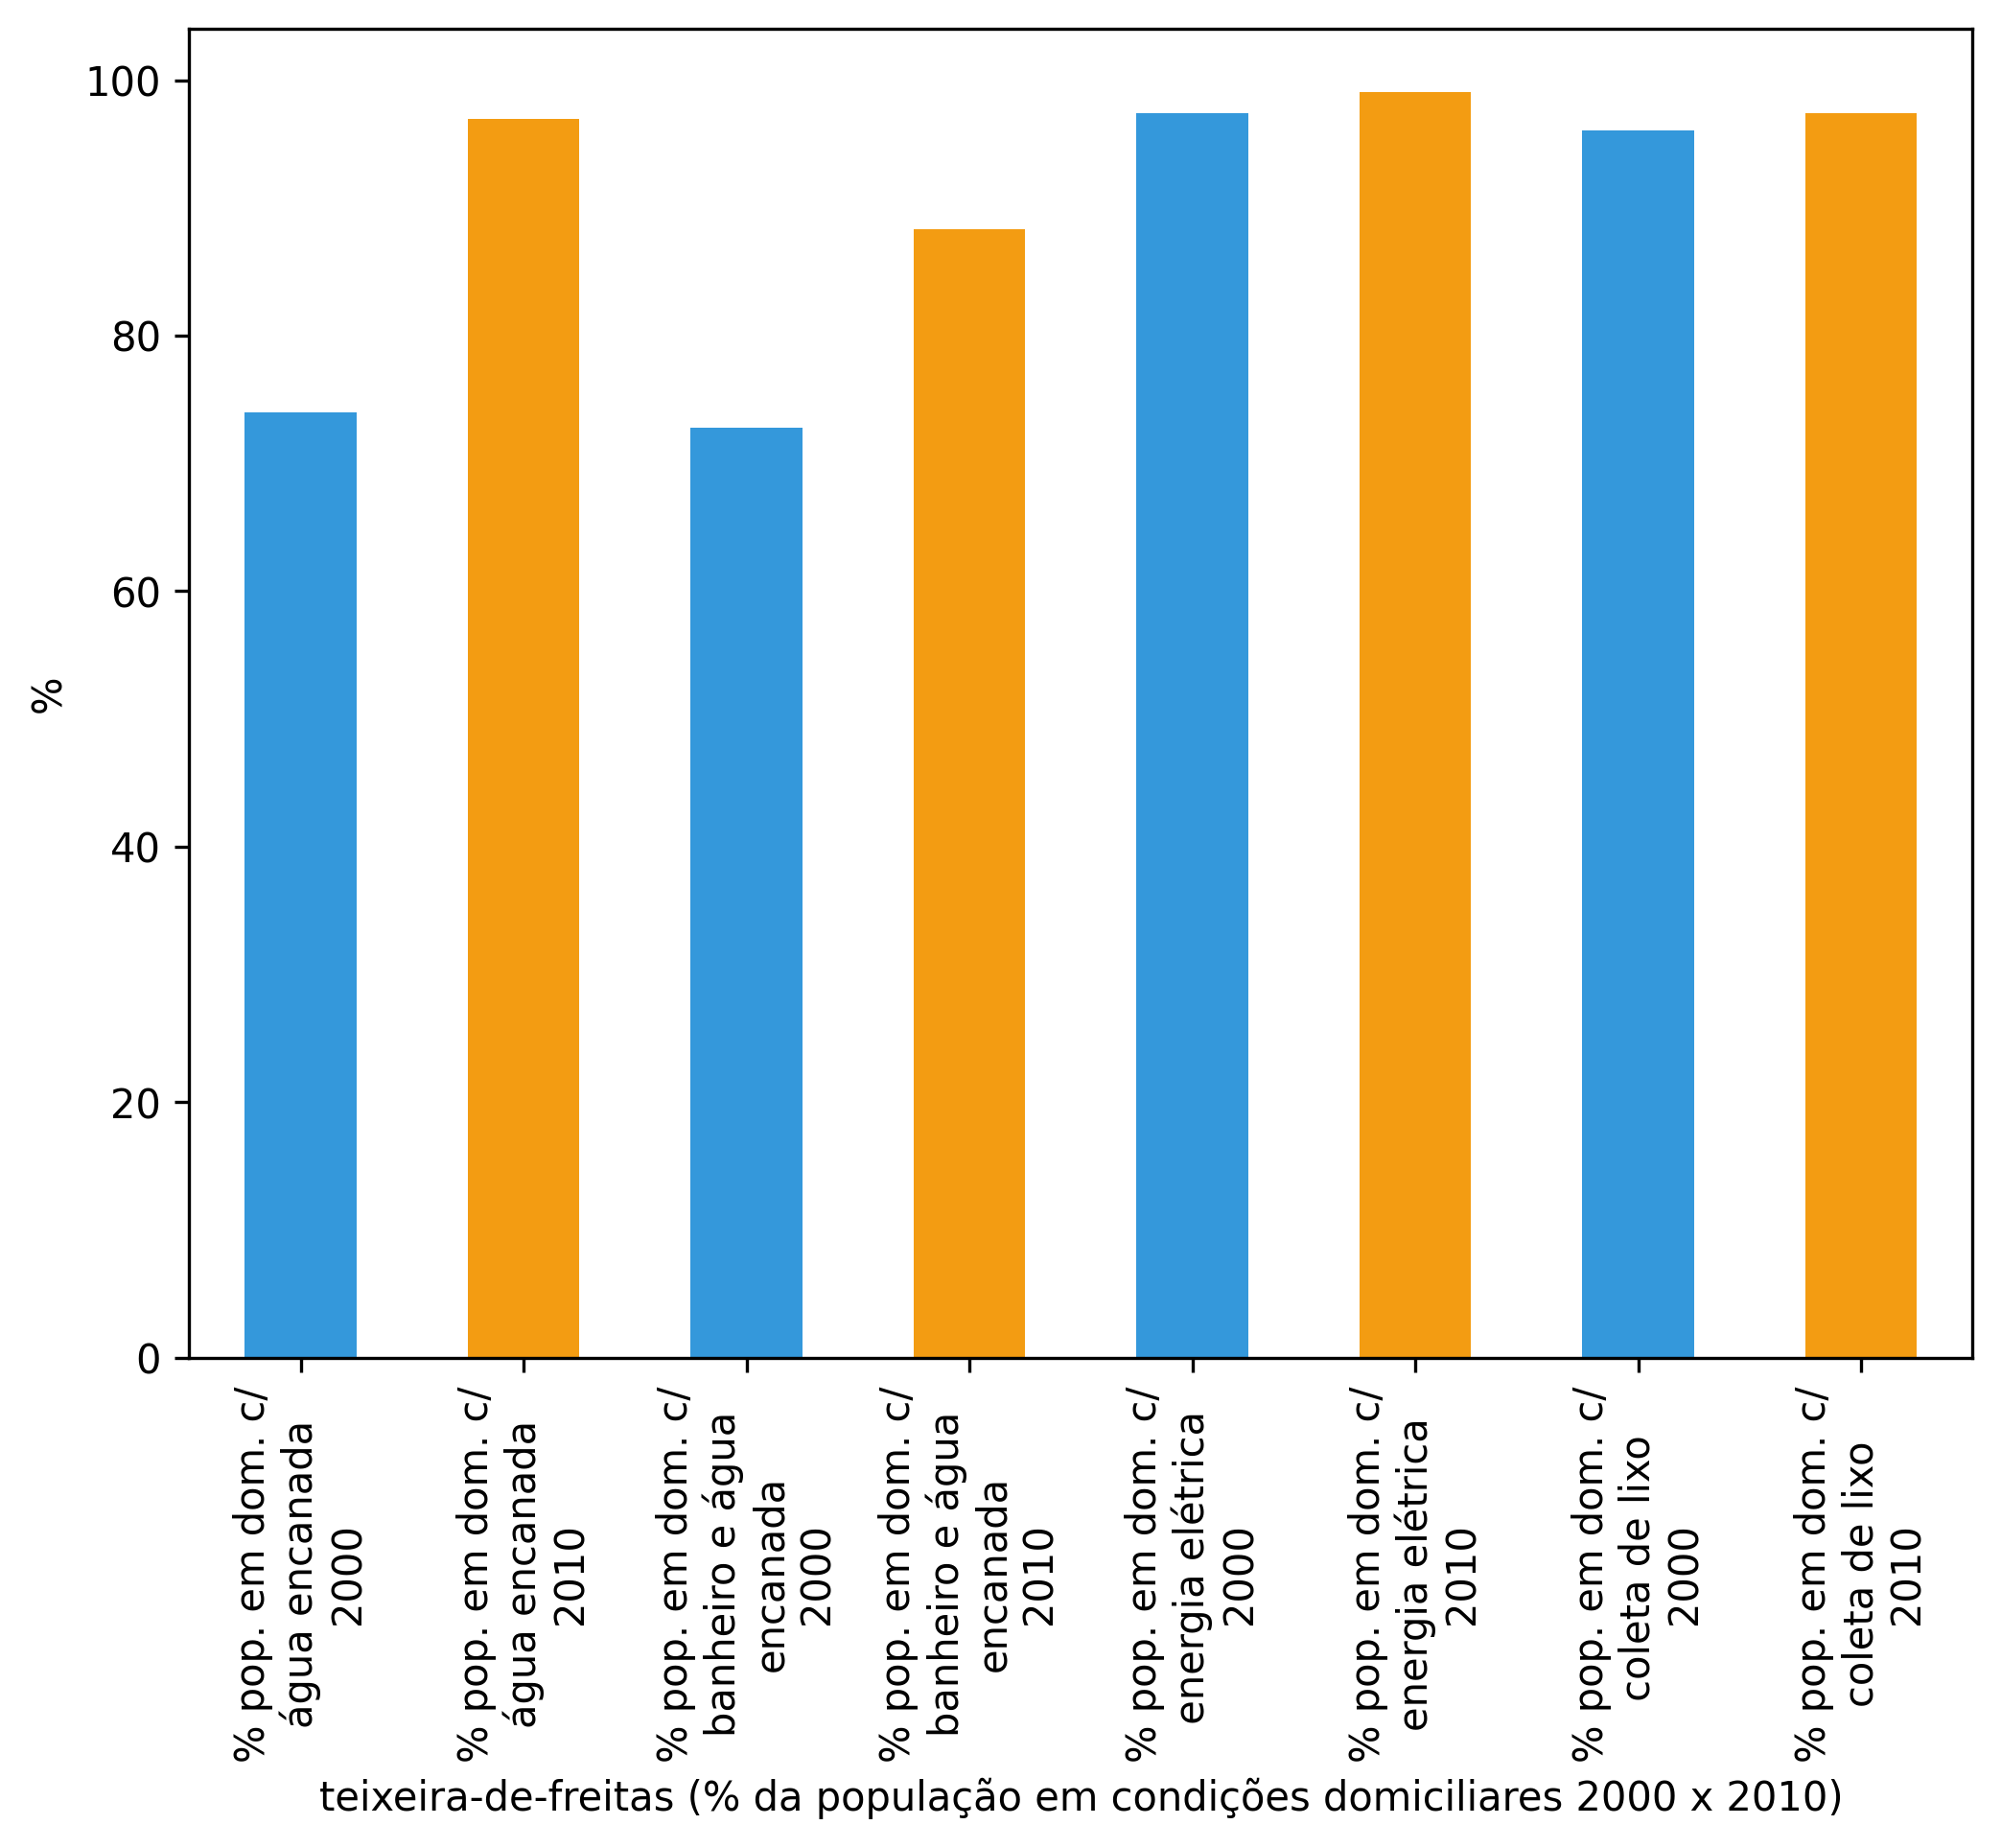 100
80
60
40
20
0
%
% pop. em dom. c/
água encanada
2000
% pop. em dom. c/
água encanada
2010
% pop. em dom. c/
banheiro e água
encanada
2000
% pop. em dom. c/
banheiro e água
encanada
2010
% pop. em dom. c/
energia elétrica
2000
% pop. em dom. c/
energia elétrica
2010
% pop. em dom. c/
coleta de lixo
2000
% pop. em dom. c/
coleta de lixo
2010
teixeira-de-freitas (% da população em condições domiciliares 2000 x 2010)